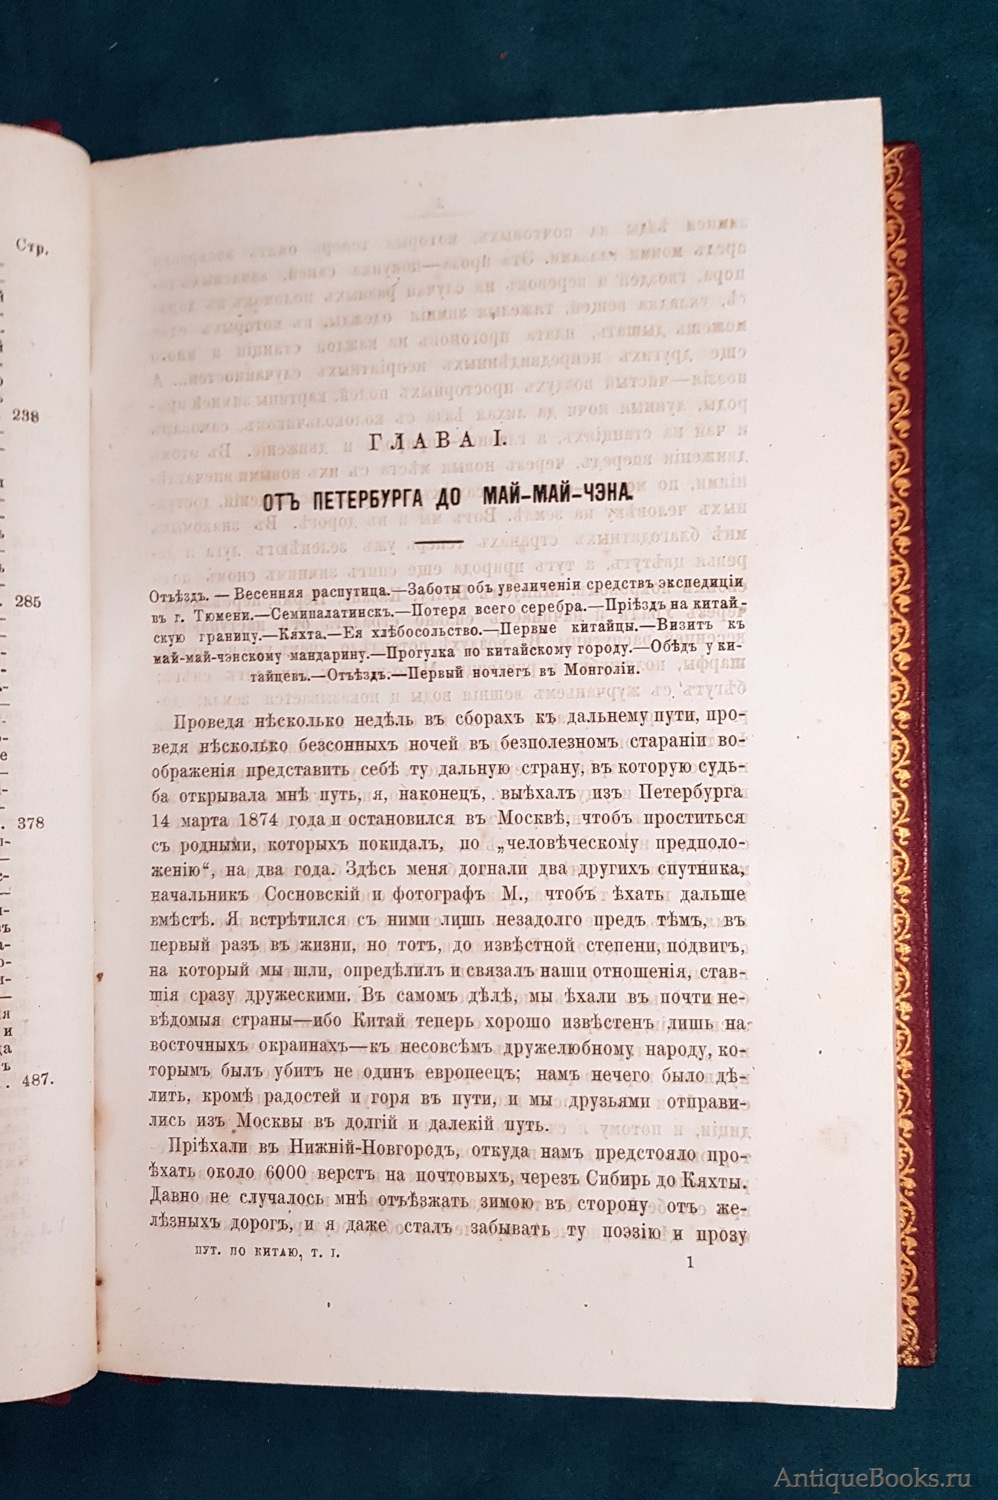 Стр.
238
285
378
487.
ГЛАВА I.
ОТЪ ПЕТЕРБУРГА ДО МАЙ-МАЙ-ЧЭНА.
Отъѣздъ. — Весенняя распутица.—Заботы объ увеличеніи средствъ экспедиціи
въ г. Тюмени.—Семипалатинскъ.—Потеря всего серебра.—Пріѣздъ на китай-
скую границу.—Кяхта.—Ея хлѣбосольство.—Первые китайцы.—Визитъ къ
май-май-чэнскому мандарину.—Прогулка по китайскому городу.—Обѣдъ у ки-
тайцевъ.—Отъѣздъ.—Первый ночлегъ въ Монголіи.
Проведя нѣсколько недѣль въ сборахъ къ дальнему пути, про-
ведя нѣсколько безсонныхъ ночей въ безполезномъ стараніи во-
ображенія представить себѣ ту дальную страну, въ которую судь-
ба открывала мнѣ путь, я, наконецъ, выѣхалъ изъ Петербурга
14 марта 1874 года и остановился въ Москвѣ, чтобъ проститься
съ родными, которыхъ покидалъ, по „человѣческому предполо-
женію“, на два года. Здѣсь меня догнали два другихъ спутника,
начальникъ Сосновскій и фотографъ М., чтобъ ѣхать дальше
вмѣстѣ. Я встрѣтился съ ними лишь незадолго предъ тѣмъ, въ
первый разъ въ жизни, но тотъ, до извѣстной степени, подвигъ,
на который мы шли, опредѣлилъ и связалъ наши отношенія, став-
шія сразу дружескими. Въ самомъ дѣлѣ, мы ѣхали въ почти не-
вѣдомыя страны—ибо Китай теперь хорошо извѣстенъ лишь на
восточныхъ окраинахъ—къ несовсѣмъ дружелюбному народу, ко-
торымъ былъ убитъ не одинъ европеецъ; намъ нечего было дѣ-
лить, кромѣ радостей и горя въ пути, и мы друзьями отправи-
лись изъ Москвы въ долгій и далекій путь.
Пріѣхали въ Нижній-Новгородъ, откуда намъ предстояло про-
ѣхать около 6000 верстъ на почтовыхъ, черезъ Сибирь до Кяхты.
Давно не случалось мнѣ отъѣзжать зимою въ сторону отъ же-
лѣзныхъ дорогъ, и я даже сталъ забывать ту поэзію и прозу
ПУТ. ПО КИТАЮ, Т. I.
1
AntiqueBooks.ru